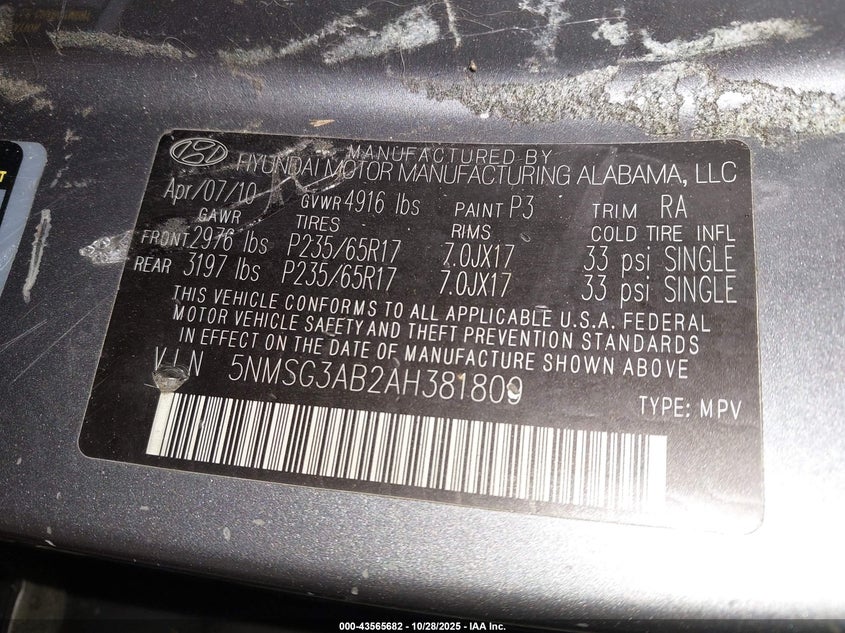 MANUFACTURED BY
HYUNDAI MOTOR MANUFACTURING ALABAMA, LLC
Apr/07/10 GVWR 4916 lbs PAINT P3 TRIM RA
GAWR TIRES RIMS COLD TIRE INFL
FRONT 2976 lbs P235/65R17 7.0JX17 33 psi SINGLE
REAR 3197 lbs P235/65R17 7.0JX17 33 psi SINGLE
THIS VEHICLE CONFORMS TO ALL APPLICABLE U.S.A. FEDERAL
MOTOR VEHICLE SAFETY AND THEFT PREVENTION STANDARDS
IN EFFECT ON THE DATE OF MANUFACTURE SHOWN ABOVE
VIN 5NMSG3AB2AH381809
TYPE: MPV
000-43565682 - 10/28/2025 - IAA Inc.